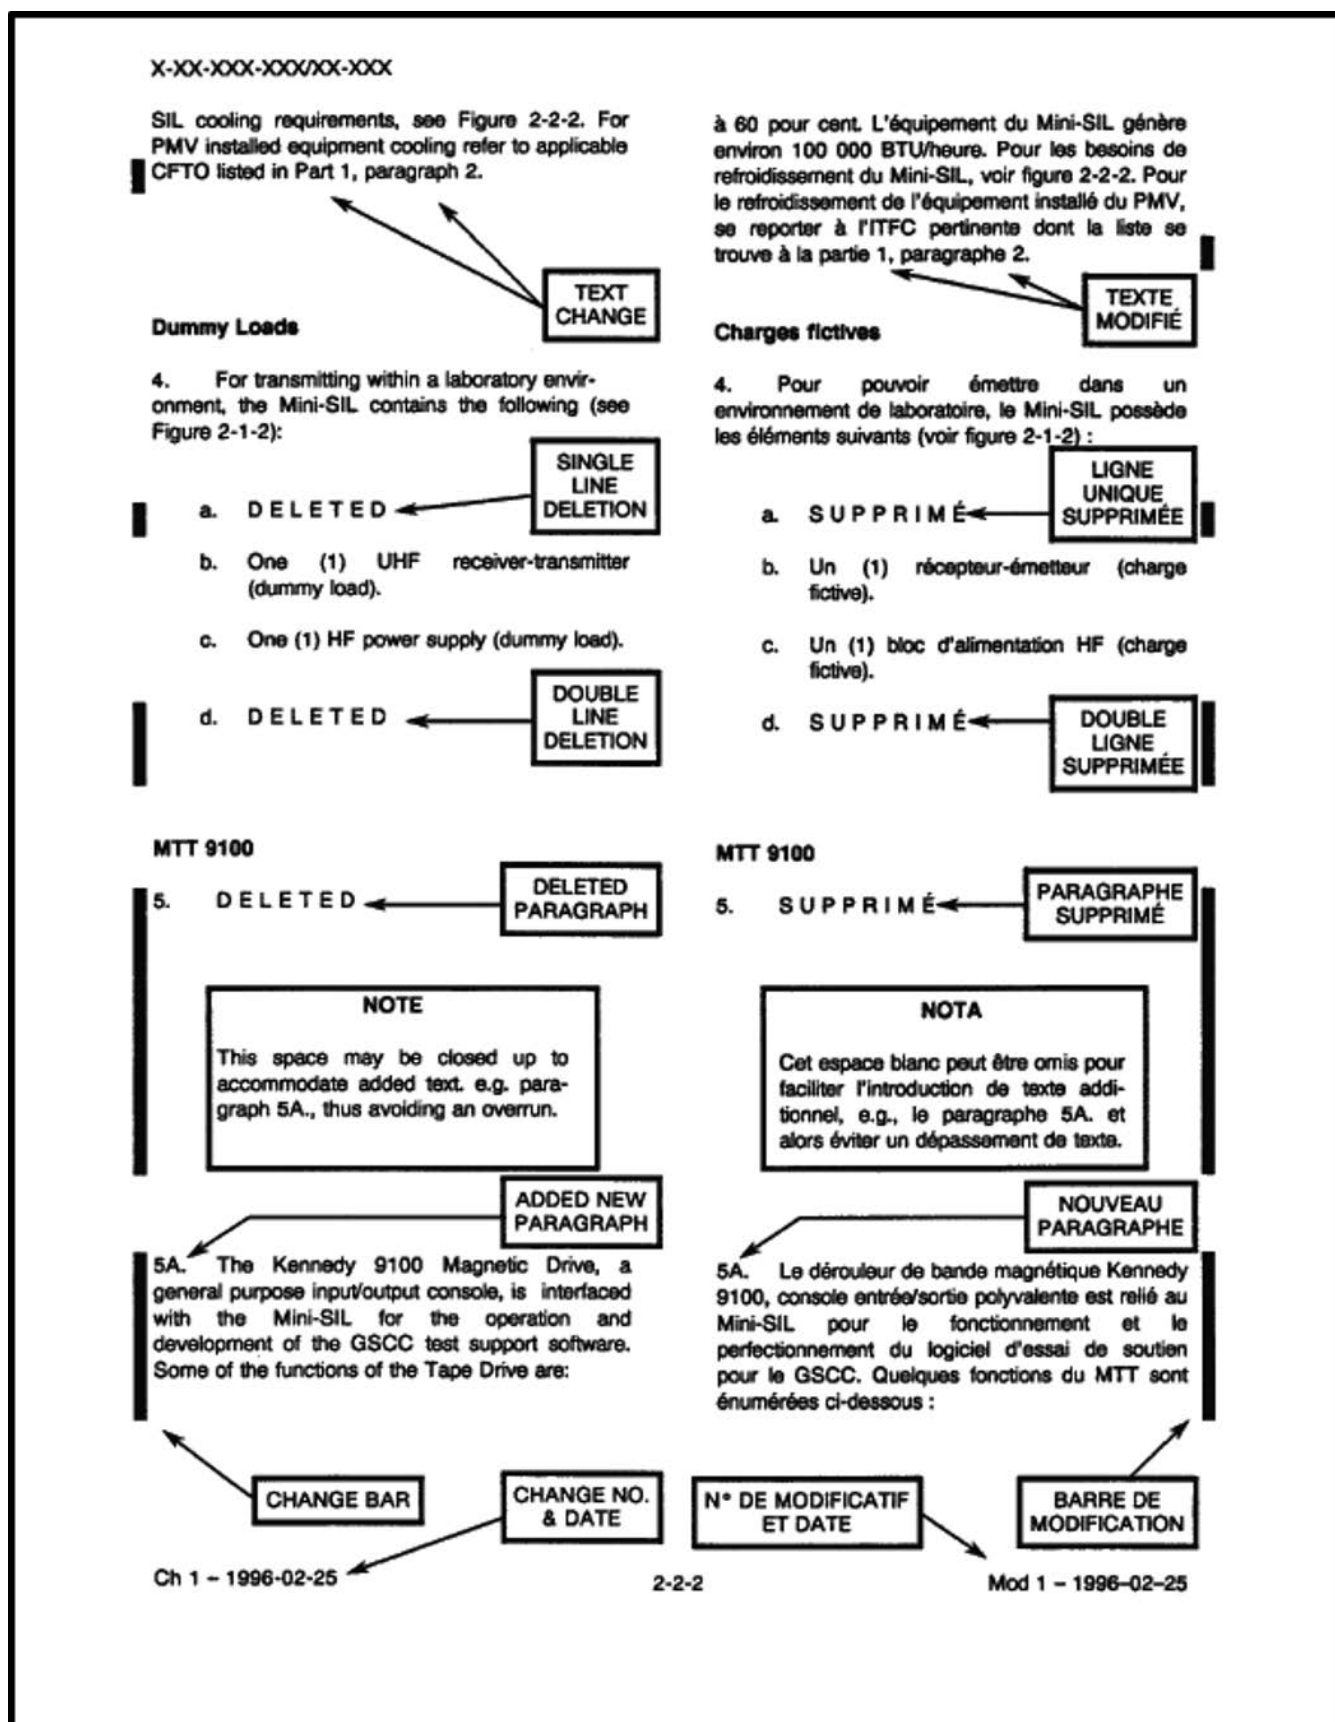 X-XX-XXX-XXX/XX-XXX
SIL cooling requirements, see Figure 2-2-2. For
PMV installed equipment cooling refer to applicable
CFTO listed in Part 1, paragraph 2.
TEXT
CHANGE
Dummy Loads
4. For transmitting within a laboratory envir-
onment, the Mini-SIL contains the following (see
Figure 2-1-2):
SINGLE
LINE
DELETION
a. D E L E T E D
b. One (1) UHF receiver-transmitter
(dummy load).
c. One (1) HF power supply (dummy load).
DOUBLE
LINE
DELETION
d. D E L E T E D
MTT 9100
5. D E L E T E D
DELETED
PARAGRAPH
NOTE
This space may be closed up to
accommodate added text. e.g. para-
graph 5A., thus avoiding an overrun.
ADDED NEW
PARAGRAPH
5A. The Kennedy 9100 Magnetic Drive, a
general purpose input/output console, is interfaced
with the Mini-SIL for the operation and
development of the GSCC test support software.
Some of the functions of the Tape Drive are:
CHANGE BAR
CHANGE NO.
& DATE
Ch 1 – 1996-02-25
à 60 pour cent. L'équipement du Mini-SIL génère
environ 100 000 BTU/heure. Pour les besoins de
refroidissement du Mini-SIL, voir figure 2-2-2. Pour
le refroidissement de l'équipement installé du PMV,
se reporter à l'ITFC pertinente dont la liste se
trouve à la partie 1, paragraphe 2.
TEXTE
MODIFIÉ
Charges fictives
4. Pour pouvoir émettre dans un
environnement de laboratoire, le Mini-SIL possède
les éléments suivants (voir figure 2-1-2) :
LIGNE
UNIQUE
SUPPRIMÉE
a. S U P P R I M É
b. Un (1) récepteur-émetteur (charge
fictive).
c. Un (1) bloc d'alimentation HF (charge
fictive).
d. S U P P R I M É
DOUBLE
LIGNE
SUPPRIMÉE
MTT 9100
5. S U P P R I M É
PARAGRAPHE
SUPPRIMÉ
NOTA
Cet espace blanc peut être omis pour
faciliter l'introduction de texte addi-
tionnel, e.g., le paragraphe 5A. et
alors éviter un dépassement de texte.
NOUVEAU
PARAGRAPHE
5A. Le dérouleur de bande magnétique Kennedy
9100, console entrée/sortie polyvalente est relié au
Mini-SIL pour le fonctionnement et le
perfectionnement du logiciel d'essai de soutien
pour le GSCC. Quelques fonctions du MTT sont
énumérées ci-dessous :
N° DE MODIFICATIF
ET DATE
BARRE DE
MODIFICATION
2-2-2
Mod 1 – 1996–02–25